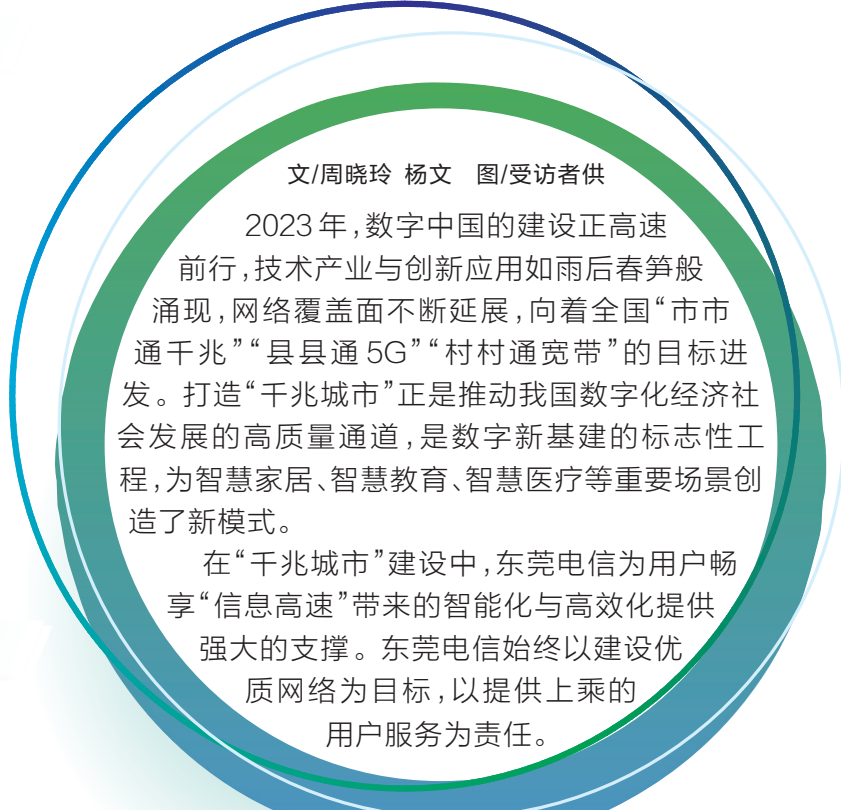 文/周晓玲 杨文 图/受访者供
2023年,数字中国的建设正高速
前行,技术产业与创新应用如雨后春笋般
涌现,网络覆盖面不断延展,向着全国“市市
通千兆”“县县通5G”“村村通宽带”的目标进
发。打造“千兆城市”正是推动我国数字化经济社
会发展的高质量通道,是数字新基建的标志性工
程,为智慧家居、智慧教育、智慧医疗等重要场景创
造了新模式。
在“千兆城市”建设中,东莞电信为用户畅
享“信息高速”带来的智能化与高效化提供
强大的支撑。东莞电信始终以建设优
质网络为目标,以提供上乘的
用户服务为责任。